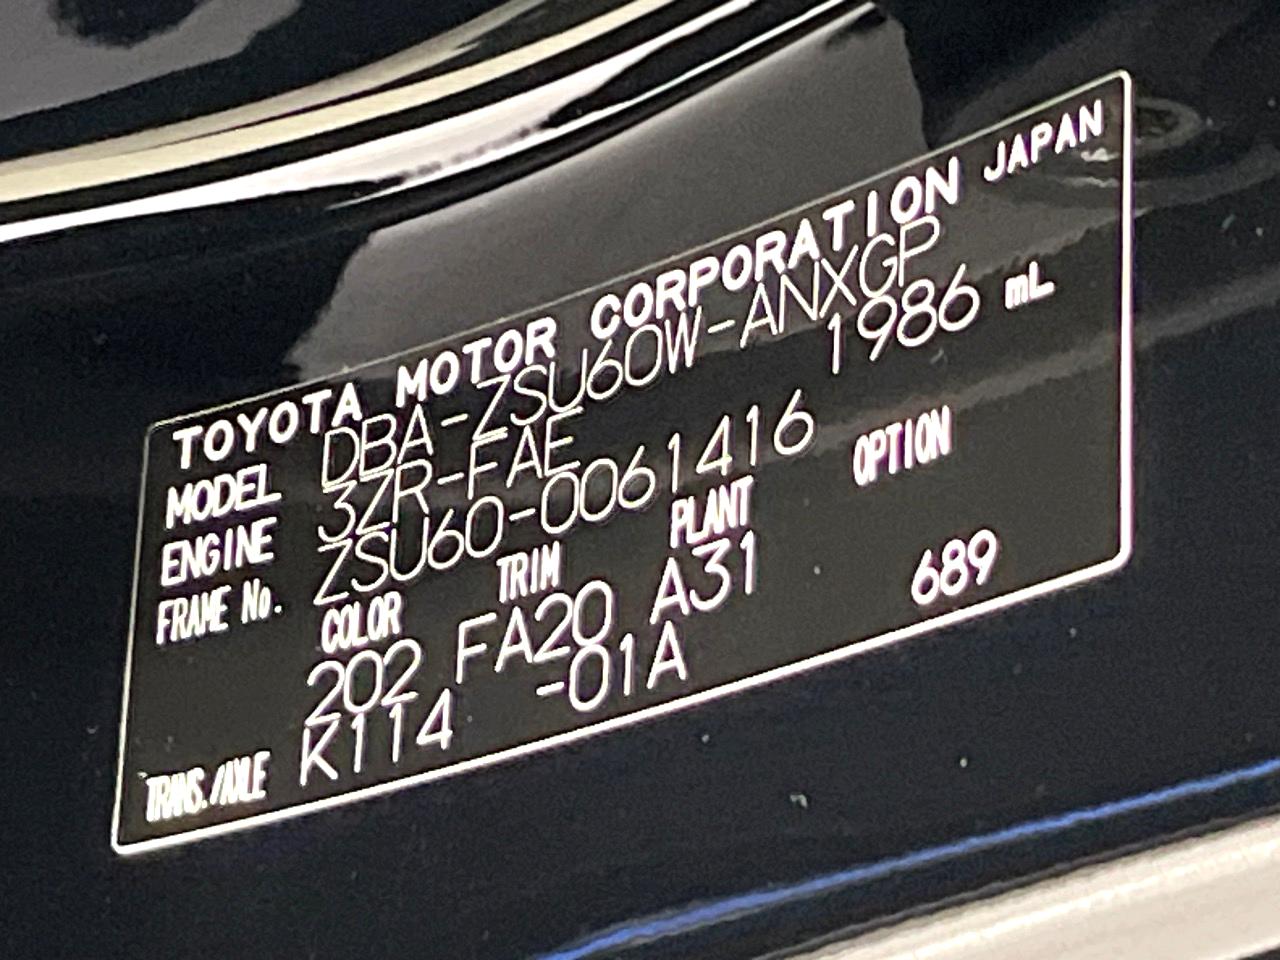 TOYOTA MOTOR CORPORATION JAPAN
MODEL DBA-ZSU60W-ANXGP
ENGINE 3ZR-FAE 1986 mL
FRAME No. ZSU60-0061416
COLOR TRIM PLANT OPTION
202 FA20 A31 689
TRANS./AXLE K114 -01A